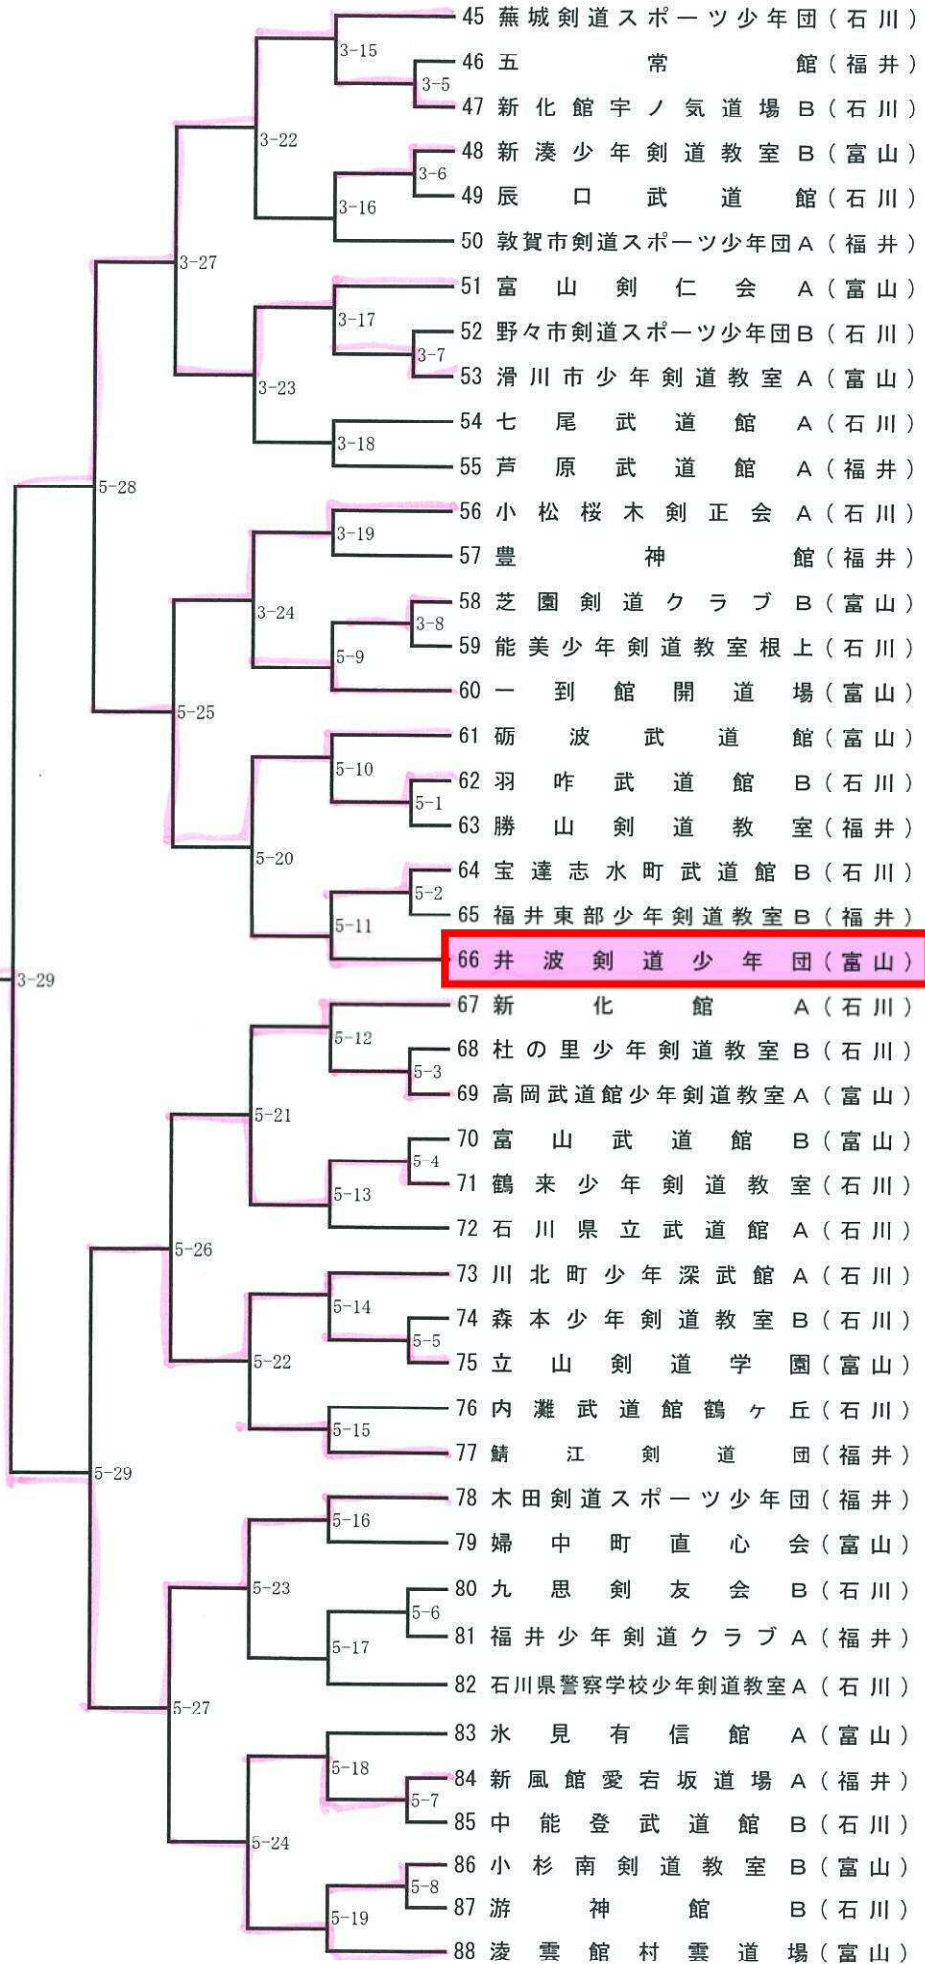 45 蕪城剣道スポーツ少年団(石川)
3-15
46 五常館(福井)
3-5
47 新化館宇ノ気道場B(石川)
3-22
48 新湊少年剣道教室B(富山)
3-6
49 辰口武道館(石川)
3-16
50 敦賀市剣道スポーツ少年団A(福井)
3-27
51 富山剣仁会A(富山)
3-17
52 野々市剣道スポーツ少年団B(石川)
3-7
53 滑川市少年剣道教室A(富山)
3-23
54 七尾武道館A(石川)
3-18
55 芦原武道館A(福井)
5-28
56 小松桜木剣正会A(石川)
3-19
57 豊神館(福井)
58 芝園剣道クラブB(富山)
3-24
3-8
59 能美少年剣道教室根上(石川)
5-9
60 一到館開道場(富山)
5-25
61 砺波武道館(富山)
5-10
62 羽咋武道館B(石川)
5-1
63 勝山剣道教室(福井)
5-20
64 宝達志水町武道館B(石川)
5-2
65 福井東部少年剣道教室B(福井)
5-11
66 井波剣道少年団(富山)
3-29
67 新化館A(石川)
5-12
68 杜の里少年剣道教室B(石川)
5-3
69 高岡武道館少年剣道教室A(富山)
5-21
70 富山武道館B(富山)
5-4
71 鶴来少年剣道教室(石川)
5-13
72 石川県立武道館A(石川)
5-26
73 川北町少年深武館A(石川)
5-14
74 森本少年剣道教室B(石川)
5-5
75 立山剣道学園(富山)
5-22
76 内灘武道館鶴ヶ丘(石川)
5-15
77 鯖江剣道団(福井)
5-29
78 木田剣道スポーツ少年団(福井)
5-16
79 婦中町直心会(富山)
5-23
80 九思剣友会B(石川)
5-6
81 福井少年剣道クラブA(福井)
5-17
82 石川県警察学校少年剣道教室A(石川)
5-27
83 氷見有信館A(富山)
5-18
84 新風館愛宕坂道場A(福井)
5-7
85 中能登武道館B(石川)
5-24
86 小杉南剣道教室B(富山)
5-8
87 游神館B(石川)
5-19
88 淩雲館村雲道場(富山)